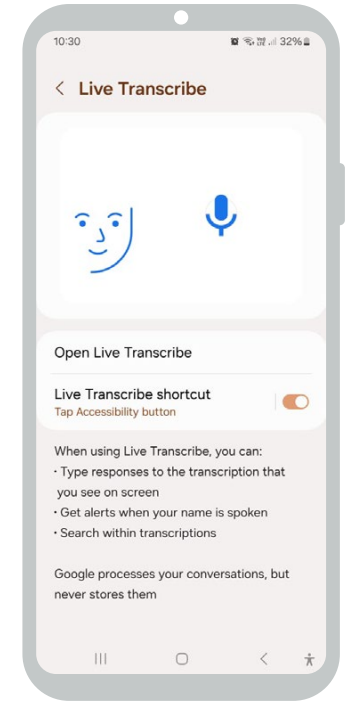 10:30
32%
Live Transcribe
Open Live Transcribe
Live Transcribe shortcut
Tap Accessibility button
When using Live Transcribe, you can:
· Type responses to the transcription that
you see on screen
· Get alerts when your name is spoken
· Search within transcriptions
Google processes your conversations, but
never stores them